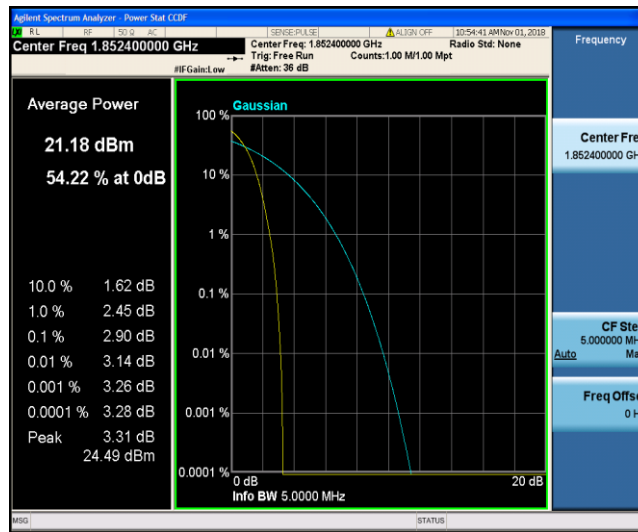 Agilent Spectrum Analyzer - Power Stat CCDF
RL RF 50 Ω AC SENSE:PULSE ALIGN OFF 10:54:41 AM Nov 01, 2018
Center Freq 1.852400000 GHz
Center Freq: 1.852400000 GHz Radio Std: None
Trig: Free Run Counts:1.00 M/1.00 Mpt
#IFGain:Low #Atten: 36 dB
Frequency
Average Power
21.18 dBm
54.22 % at 0dB
10.0 % 1.62 dB
1.0 % 2.45 dB
0.1 % 2.90 dB
0.01 % 3.14 dB
0.001 % 3.26 dB
0.0001 % 3.28 dB
Peak 3.31 dB
24.49 dBm
Gaussian
100 %
10 %
1 %
0.1 %
0.01 %
0.001 %
0.0001 %
0 dB 20 dB
Info BW 5.0000 MHz
Center Fre
1.852400000 GH
CF Ste
5.000000 MH
Auto Ma
Freq Offse
0 H
MSG STATUS